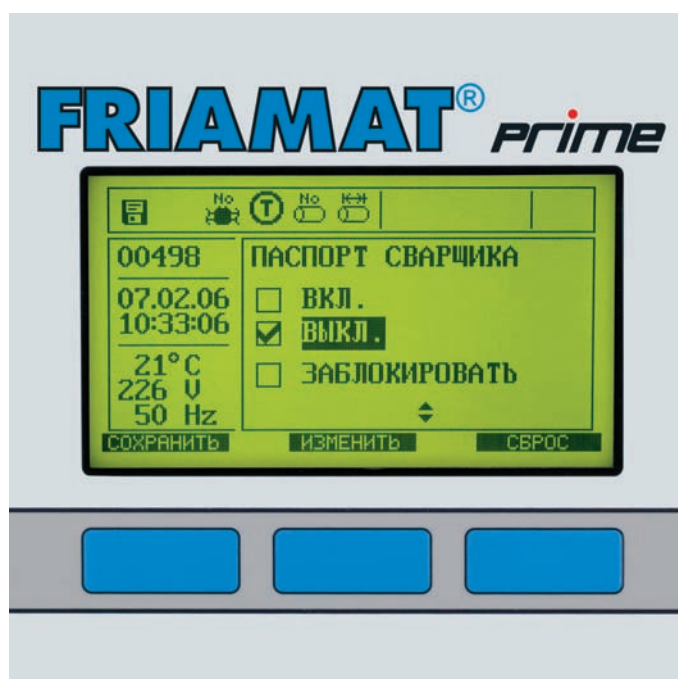 FRIAMAT® prime
No T No
00498
07.02.06
10:33:06
21°C
226 V
50 Hz
ПАСПОРТ СВАРЩИКА
ВКЛ.
ВЫКЛ.
ЗАБЛОКИРОВАТЬ
СОХРАНИТЬ ИЗМЕНИТЬ СБРОС